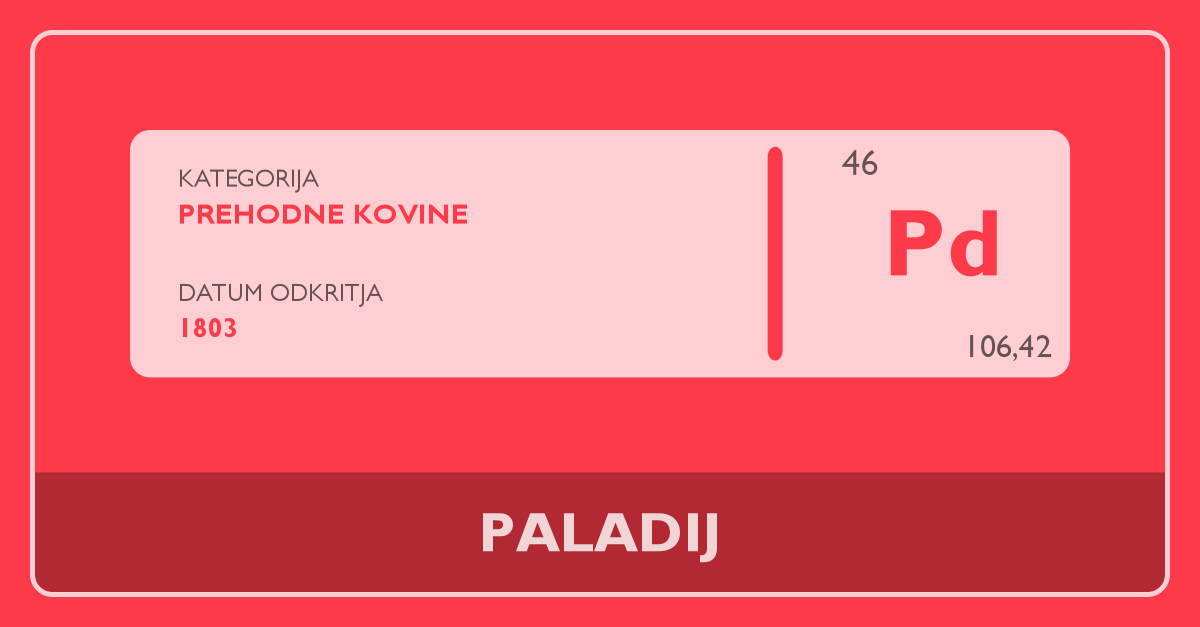 KATEGORIJA
PREHODNE KOVINE
DATUM ODKRITJA
1803
46
Pd
106,42
PALADIJ